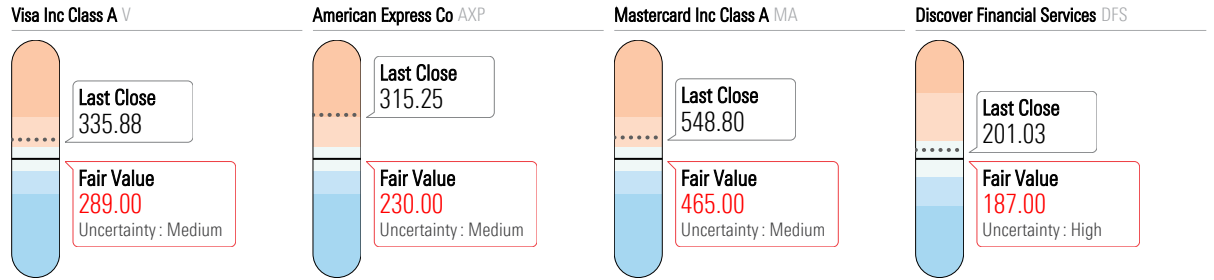 Visa Inc Class A V
Last Close
335.88
Fair Value
289.00
Uncertainty : Medium
American Express Co AXP
Last Close
315.25
Fair Value
230.00
Uncertainty : Medium
Mastercard Inc Class A MA
Last Close
548.80
Fair Value
465.00
Uncertainty : Medium
Discover Financial Services DFS
Last Close
201.03
Fair Value
187.00
Uncertainty : High